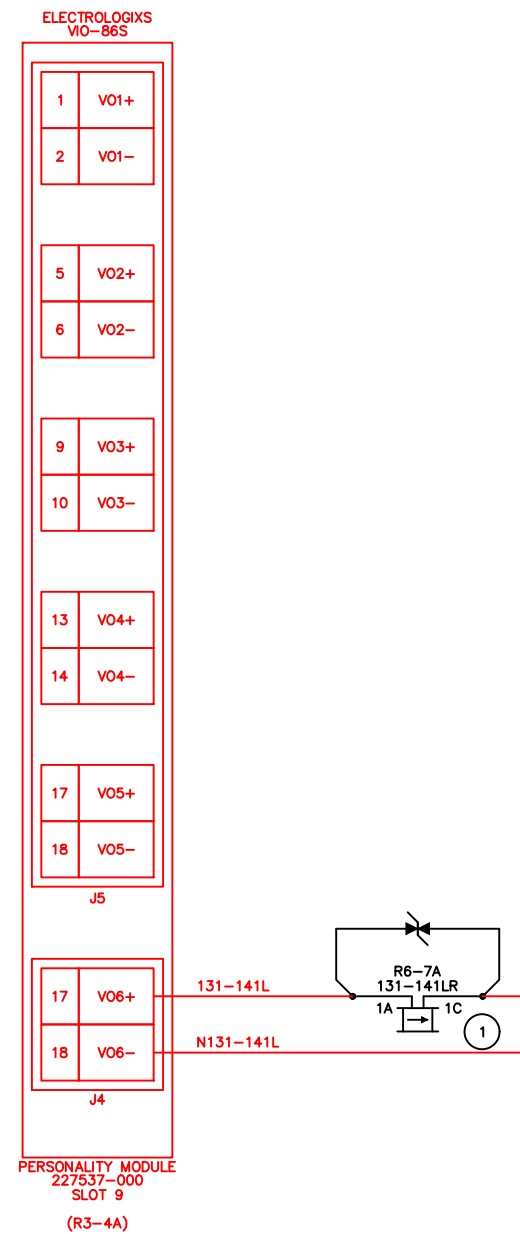 ELECTROLOGIXS
VIO-86S
1 VO1+
2 VO1-
5 VO2+
6 VO2-
9 VO3+
10 VO3-
13 VO4+
14 VO4-
17 VO5+
18 VO5-
J5
R6-7A
131-141LR
17 VO6+ 131-141L
1A 1C
1
18 VO6- N131-141L
J4
PERSONALITY MODULE
227537-000
SLOT 9
(R3-4A)